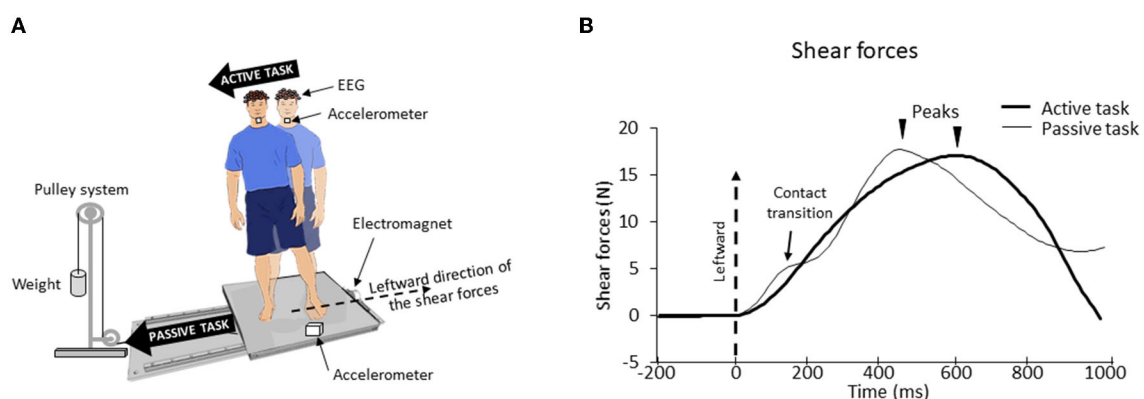 A
ACTIVE TASK
EEG
Accelerometer
Pulley system
Electromagnet
Weight
Leftward direction of
the shear forces
PASSIVE TASK
Accelerometer
B
Shear forces
Peaks
Active task
Passive task
Contact
transition
Leftward
Shear forces (N)
20
15
10
5
0
-5
-200 0 200 400 600 800 1000
Time (ms)